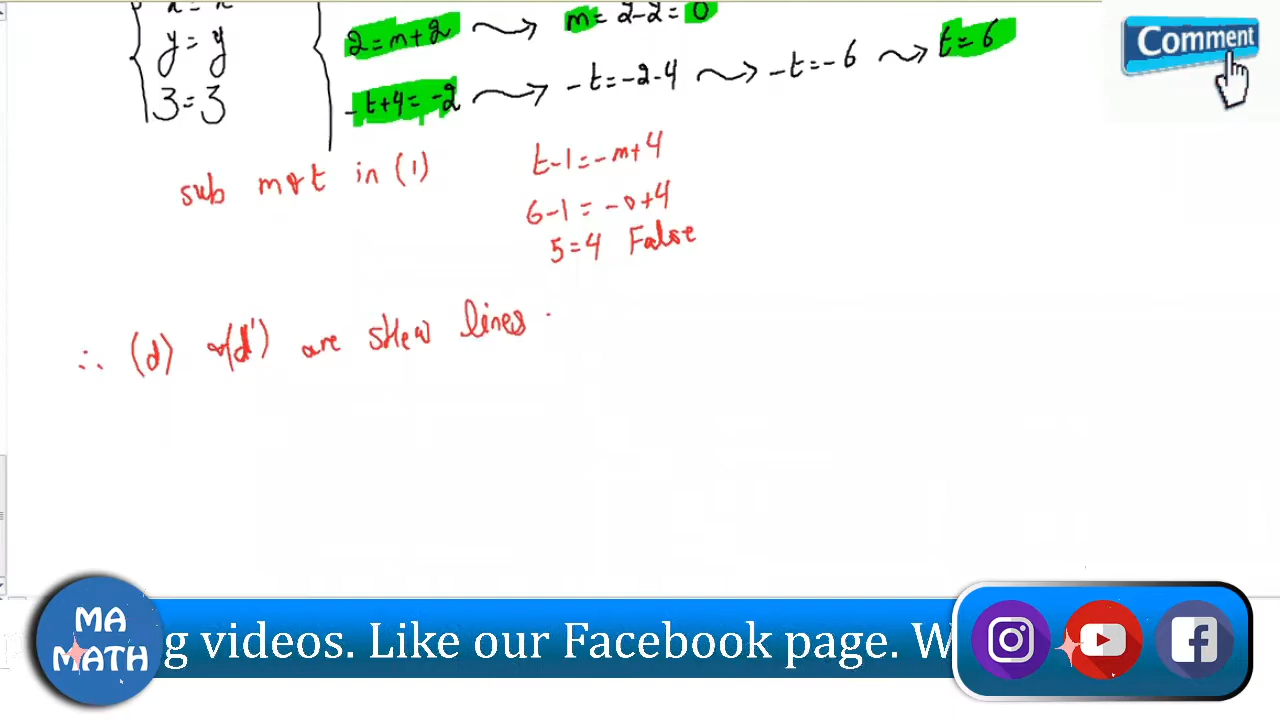 x = x
y = y
3 = 3
2 = m+2 m = 2-2 = 0
-t+4 = -2 -t = -2-4 -t = -6 t = 6
sub m & t in (1)
t-1 = -m+4
6-1 = -0+4
5=4 False
∴ (d) & (d') are skew lines.
Comment
MA
MATH
g videos. Like our Facebook page. W